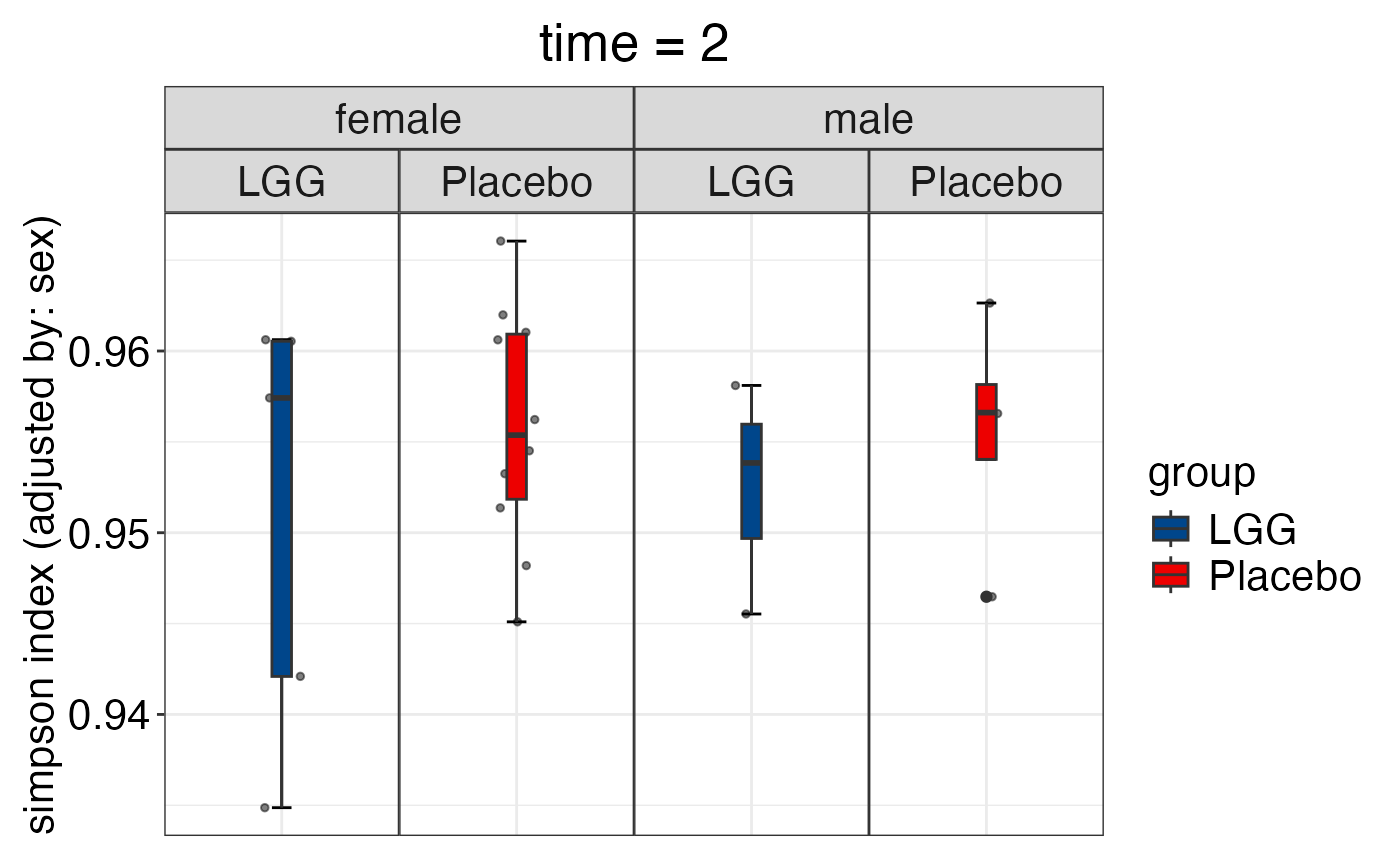 time = 2
female male
LGG Placebo LGG Placebo
simpson index (adjusted by: sex)
0.96
0.95
0.94
group
LGG
Placebo